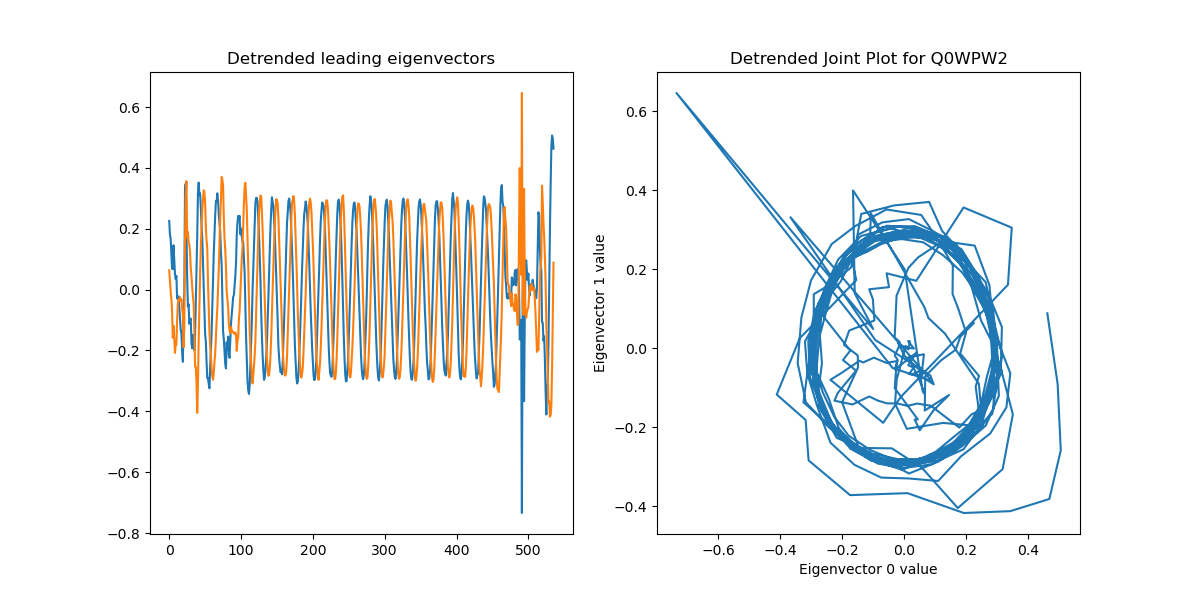 Detrended leading eigenvectors
0.6
0.4
0.2
0.0
−0.2
−0.4
−0.6
−0.8
0 100 200 300 400 500
Detrended Joint Plot for Q0WPW2
Eigenvector 1 value
0.6
0.4
0.2
0.0
−0.2
−0.4
−0.6 −0.4 −0.2 0.0 0.2 0.4
Eigenvector 0 value